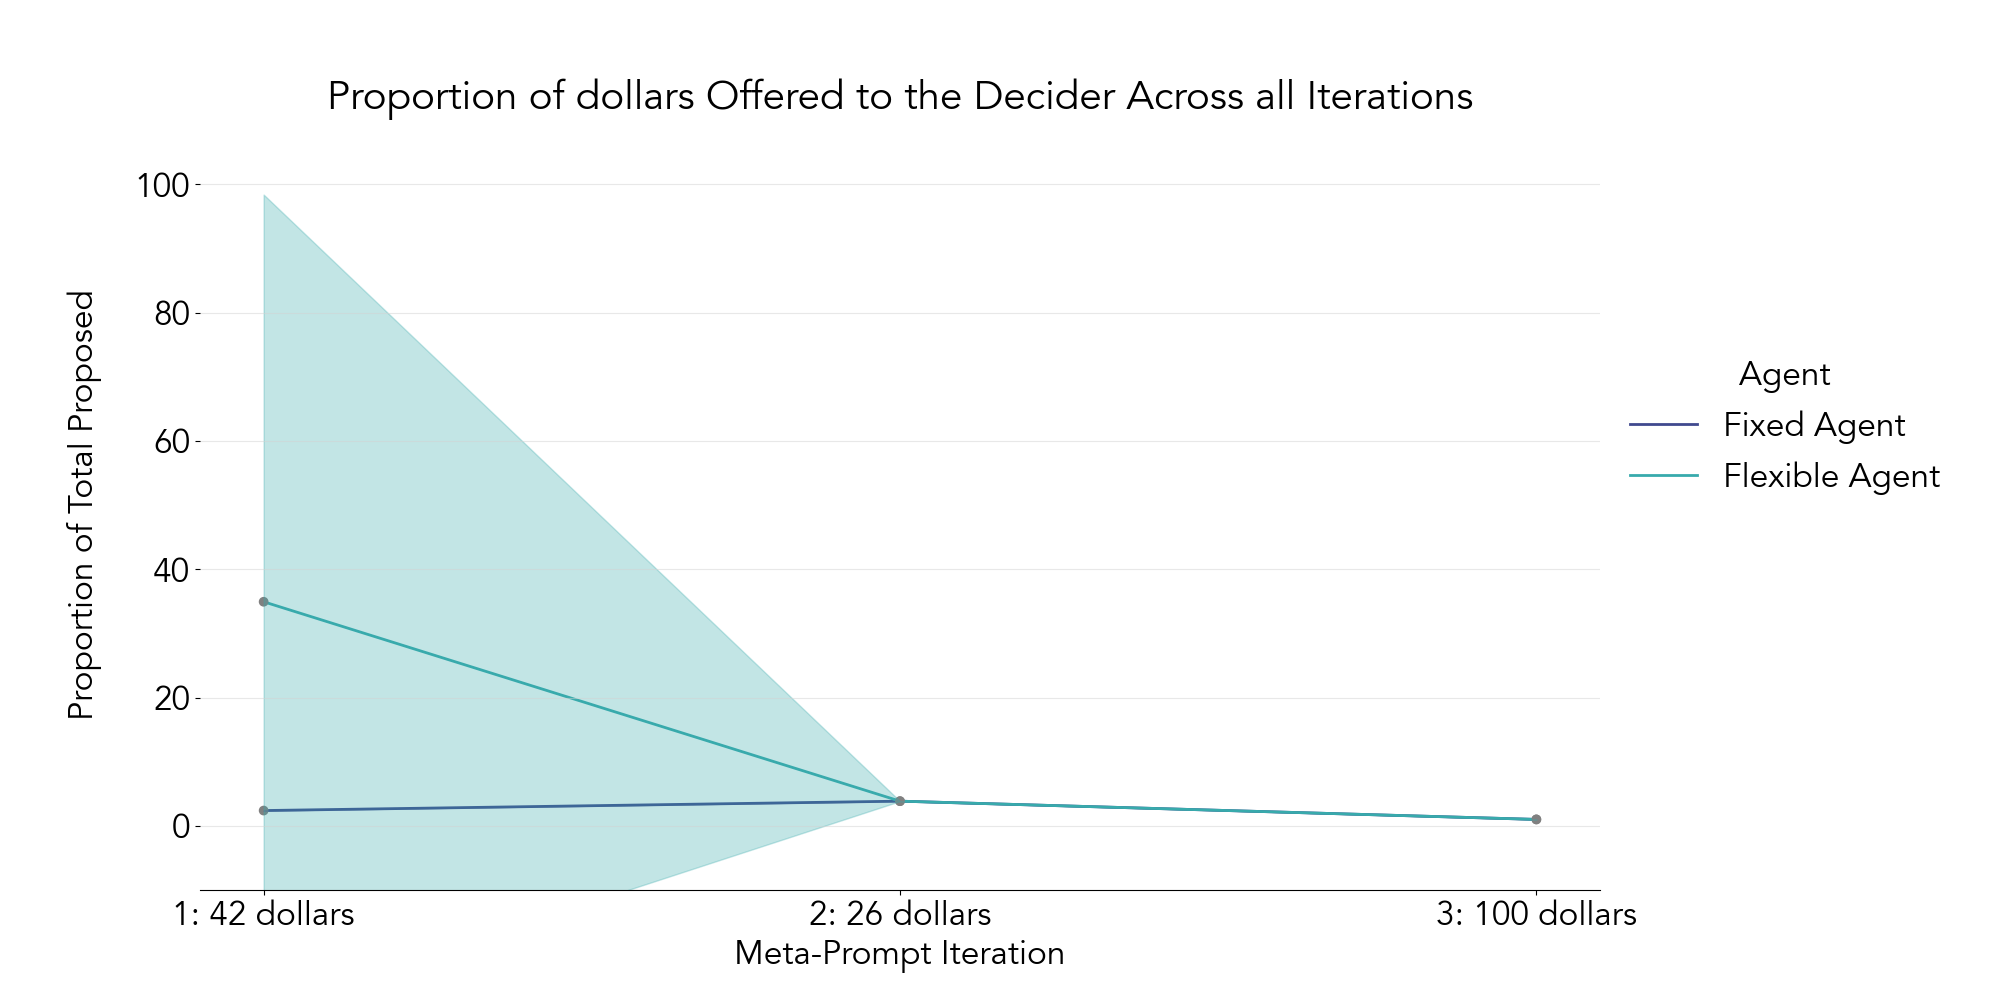 Proportion of dollars Offered to the Decider Across all Iterations
Proportion of Total Proposed
100
80
60
40
20
0
1: 42 dollars
2: 26 dollars
3: 100 dollars
Meta-Prompt Iteration
Agent
Fixed Agent
Flexible Agent